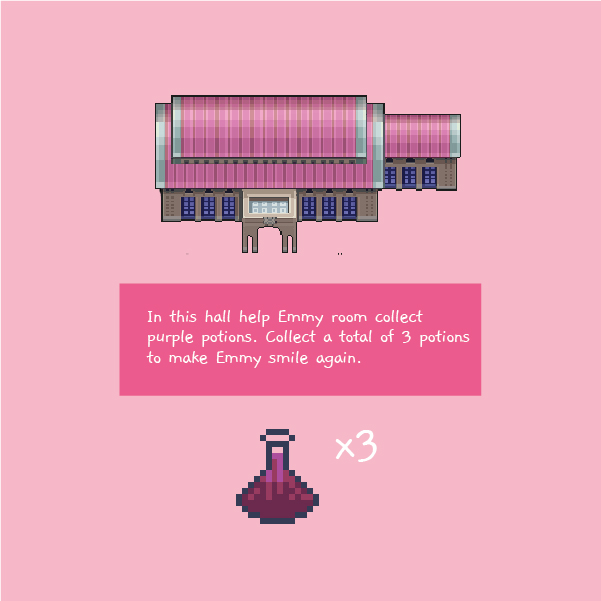 In this hall help Emmy room collect
purple potions. Collect a total of 3 potions
to make Emmy smile again.
x3